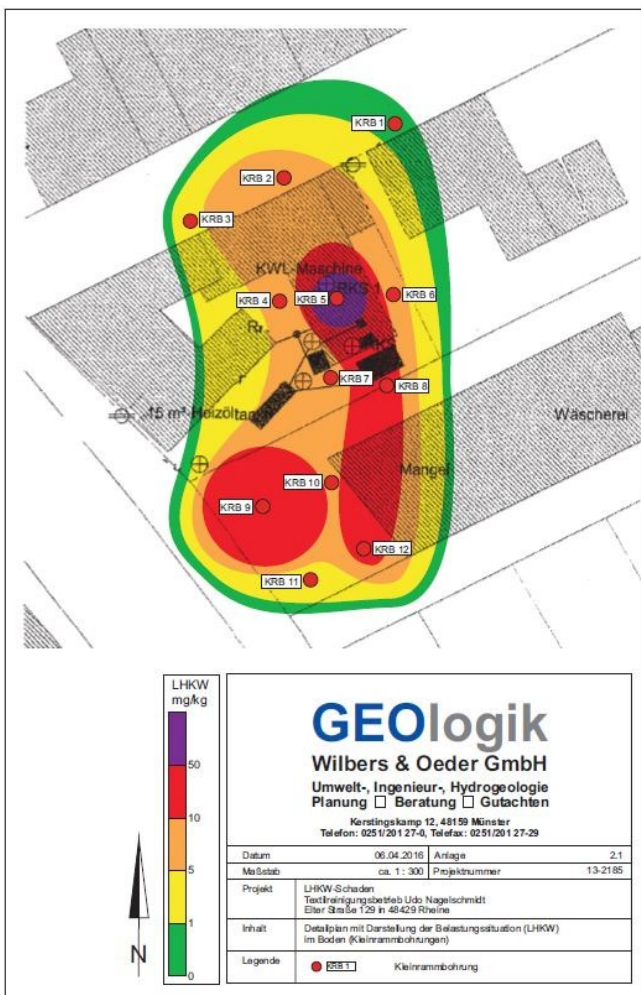 KRB 1
KRB 2
KRB 3
KWL-Maschine
RKS 1
KRB 4
KRB 5
KRB 6
KRB 7
KRB 8
15 m³-Heizöltank
Wäscherei
Mangel
KRB 10
KRB 9
KRB 12
KRB 11
LHKW
mg/kg
50
10
5
1
0
N
GEOlogik
Wilbers & Oeder GmbH
Umwelt-, Ingenieur-, Hydrogeologie
Planung □ Beratung □ Gutachten
Kerstingskamp 12, 48159 Münster
Telefon: 0251/201 27-0, Telefax: 0251/201 27-29
Datum 06.04.2016 Anlage 2.1
Maßstab ca. 1 : 300 Projektnummer 13-2185
Projekt LHKW-Schaden
Textilreinigungsbetrieb Udo Nagelschmidt
Elter Straße 129 in 48429 Rheine
Inhalt Detailplan mit Darstellung der Belastungssituation (LHKW)
im Boden (Kleinrammbohrungen)
Legende KRB 1 Kleinrammbohrung